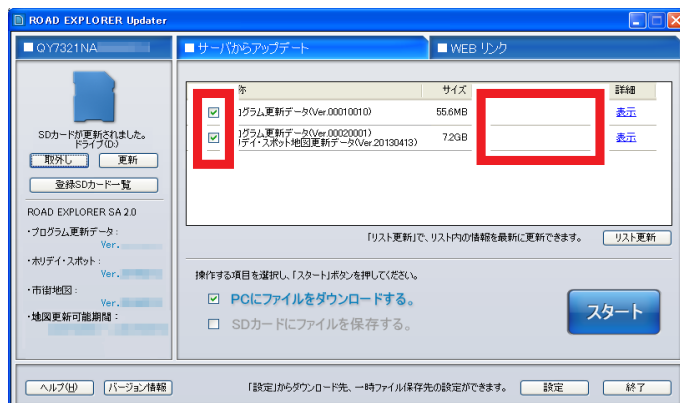 ROAD EXPLORER Updater
QY7321NA
サーバからアップデート
WEB リンク
SDカードが更新されました。
ドライブ(D:)
取外し
更新
登録SDカード一覧
ROAD EXPLORER SA 2.0
・プログラム更新データ:
Ver.
・ホリデイ・スポット:
Ver.
・市街地図:
Ver.
・地図更新可能期間:
称
サイズ
詳細
グラム更新データ(Ver.00010010)
55.6MB
表示
グラム更新データ(Ver.00020001)
リデイ・スポット地図更新データ(Ver.20130413)
7.2GB
表示
「リスト更新」で、リスト内の情報を最新に更新できます。
リスト更新
操作する項目を選択し、「スタート」ボタンを押してください。
PCにファイルをダウンロードする。
SDカードにファイルを保存する。
スタート
ヘルプ(H)
バージョン情報
「設定」からダウンロード先、一時ファイル保存先の設定ができます。
設定
終了